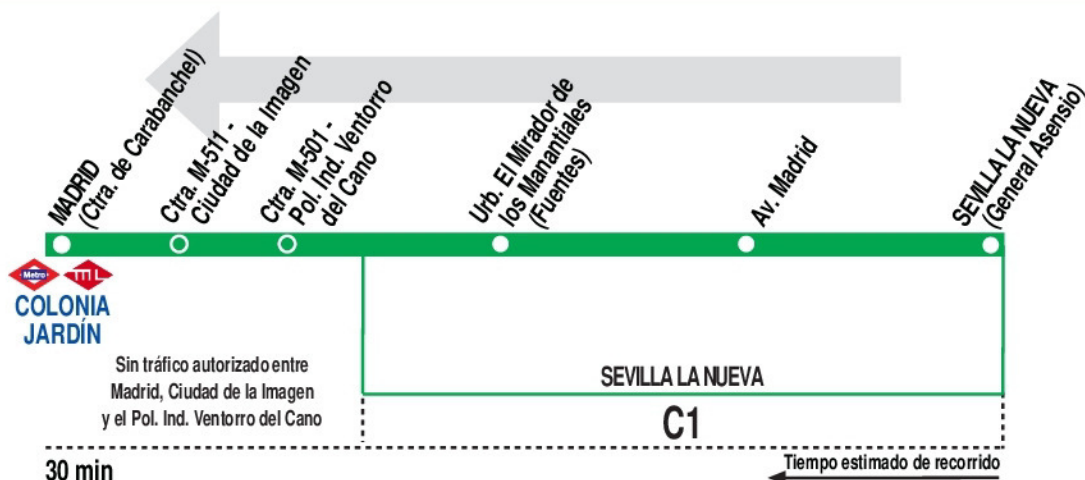 MADRID
(Ctra. de Carabanchel)
Ctra. M-511 -
Ciudad de la Imagen
Ctra. M-501 -
Pol. Ind. Ventorro
del Cano
Urb. El Mirador de
los Manantiales
(Fuentes)
Av. Madrid
SEVILLA LA NUEVA
(General Asensio)
Metro
ML
COLONIA
JARDÍN
Sin tráfico autorizado entre
Madrid, Ciudad de la Imagen
y el Pol. Ind. Ventorro del Cano
SEVILLA LA NUEVA
C1
30 min
Tiempo estimado de recorrido